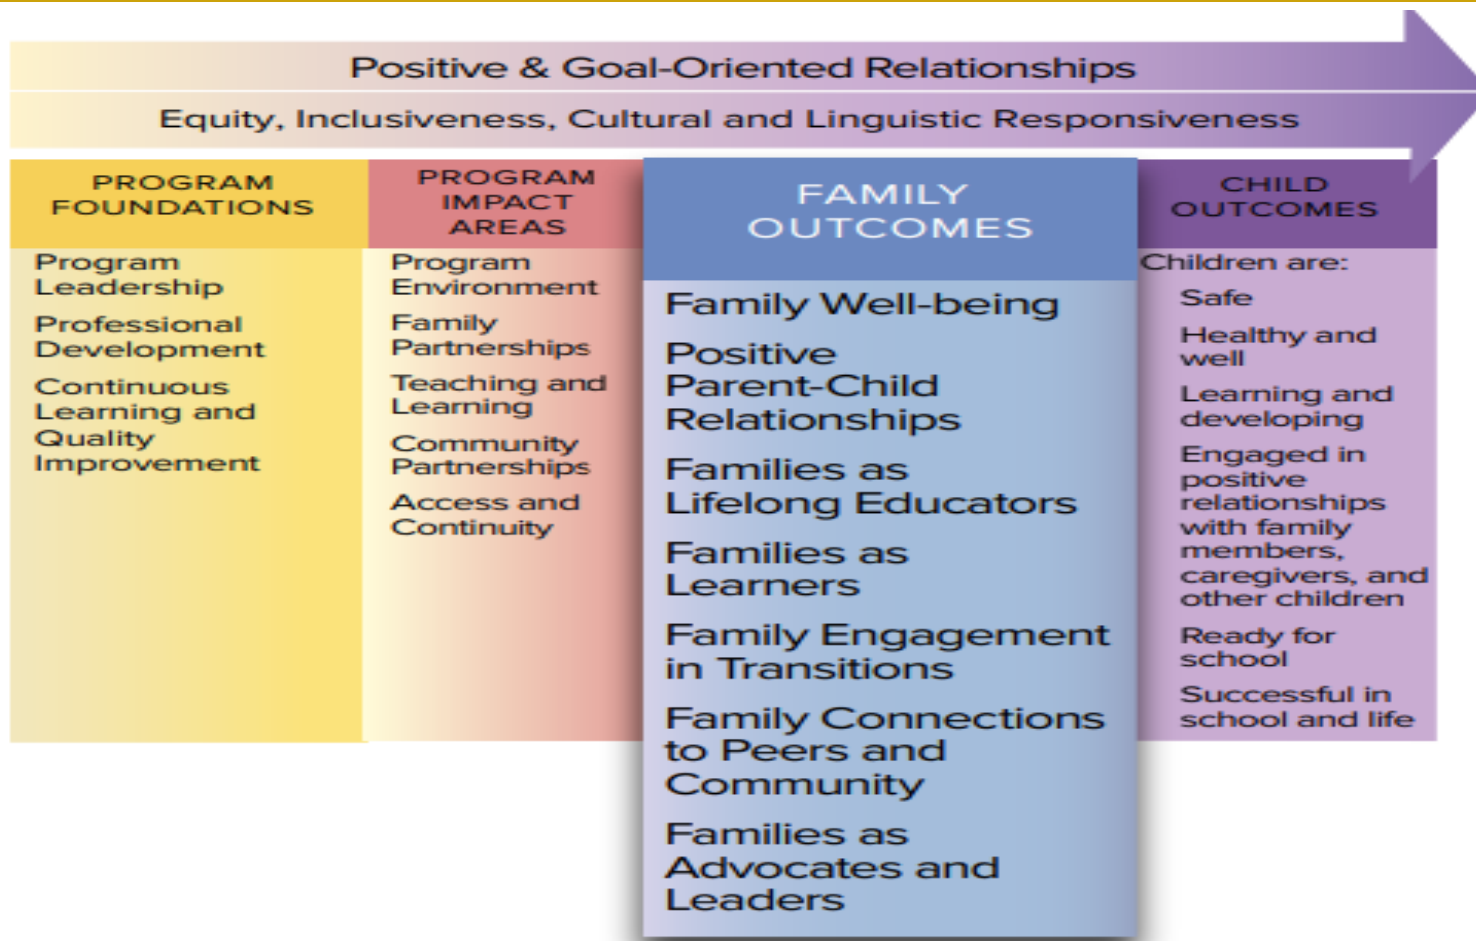 Positive & Goal-Oriented Relationships
Equity, Inclusiveness, Cultural and Linguistic Responsiveness
PROGRAM
FOUNDATIONS
Program
Leadership
Professional
Development
Continuous
Learning and
Quality
Improvement
PROGRAM
IMPACT
AREAS
Program
Environment
Family
Partnerships
Teaching and
Learning
Community
Partnerships
Access and
Continuity
FAMILY
OUTCOMES
Family Well-being
Positive
Parent-Child
Relationships
Families as
Lifelong Educators
Families as
Learners
Family Engagement
in Transitions
Family Connections
to Peers and
Community
Families as
Advocates and
Leaders
CHILD
OUTCOMES
Children are:
Safe
Healthy and
well
Learning and
developing
Engaged in
positive
relationships
with family
members,
caregivers, and
other children
Ready for
school
Successful in
school and life